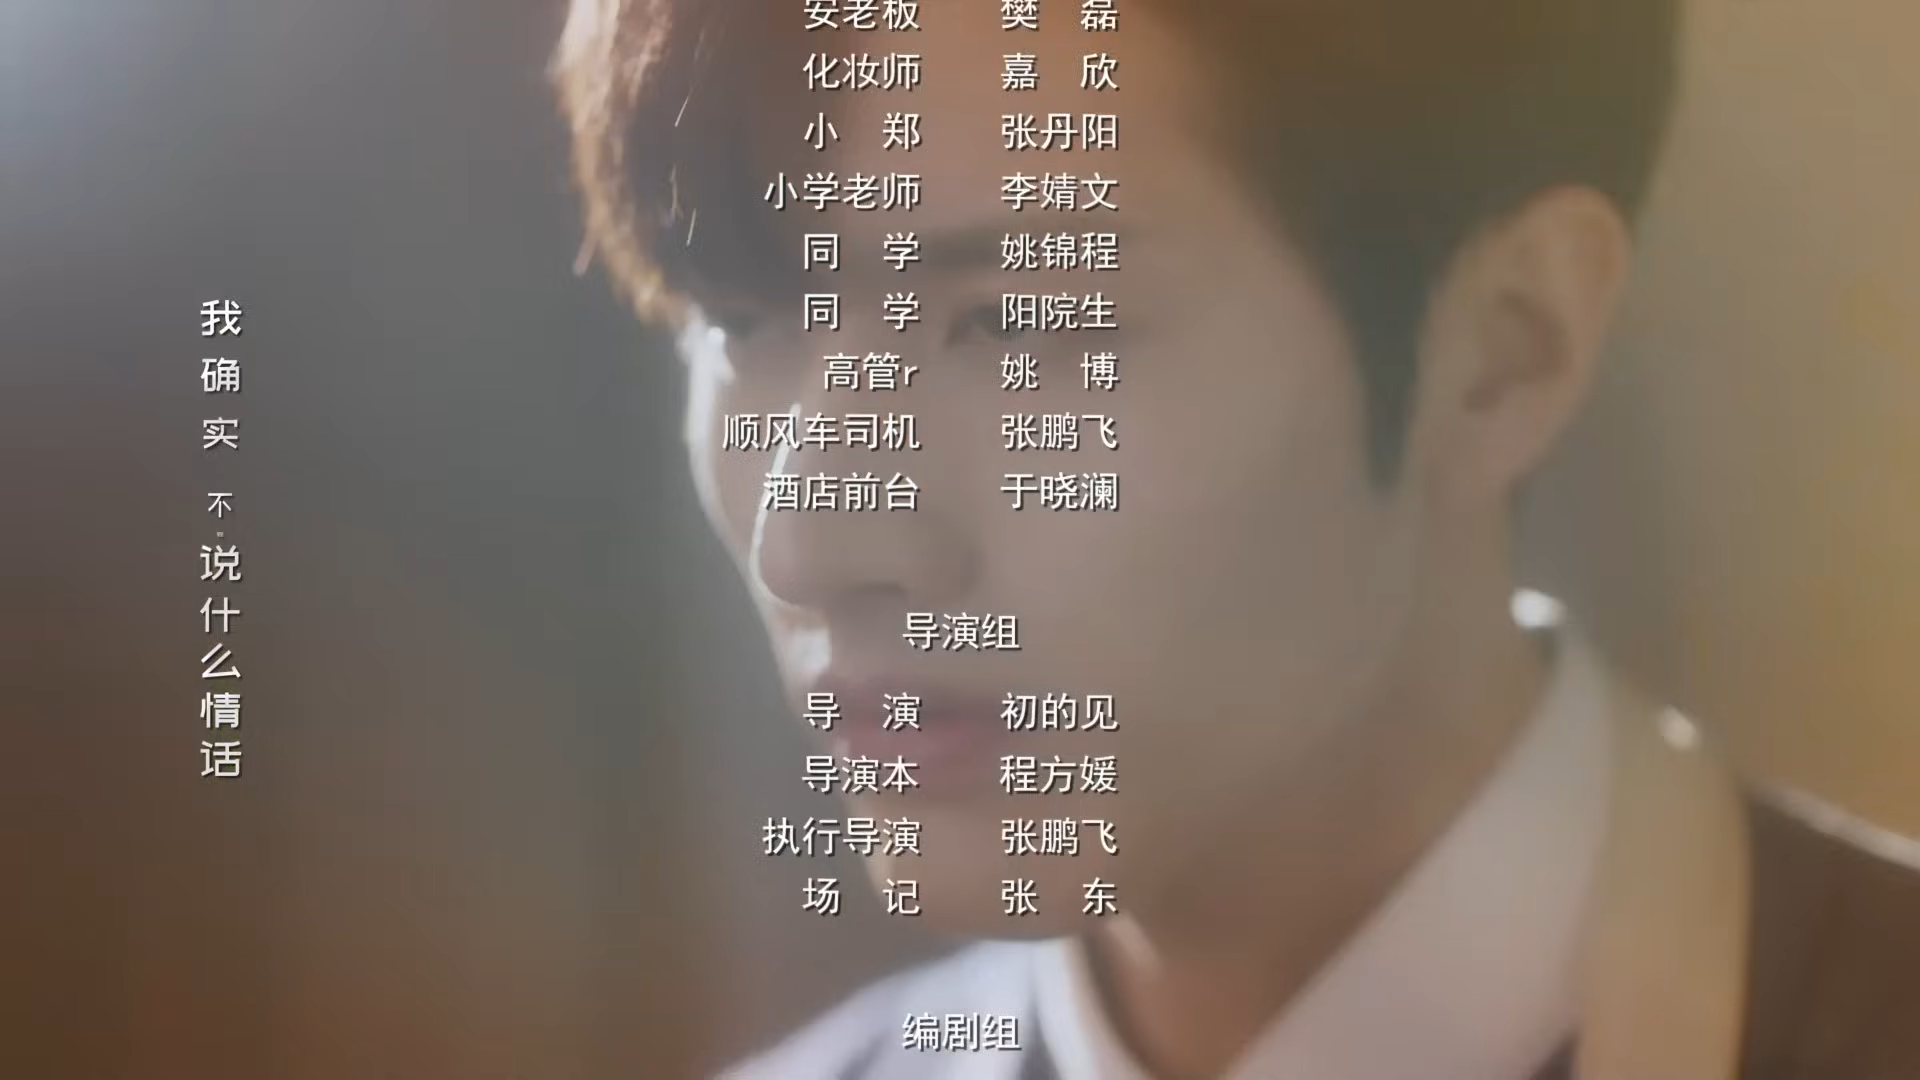 安老板 樊 磊
化妆师 嘉 欣
小 郑 张丹阳
小学老师 李婧文
同 学 姚锦程
同 学 阳院生
高管r 姚 博
顺风车司机 张鹏飞
酒店前台 于晓澜
导演组
导 演 初的见
导演本 程方媛
执行导演 张鹏飞
场 记 张 东
编剧组
我确实不
说什么情话